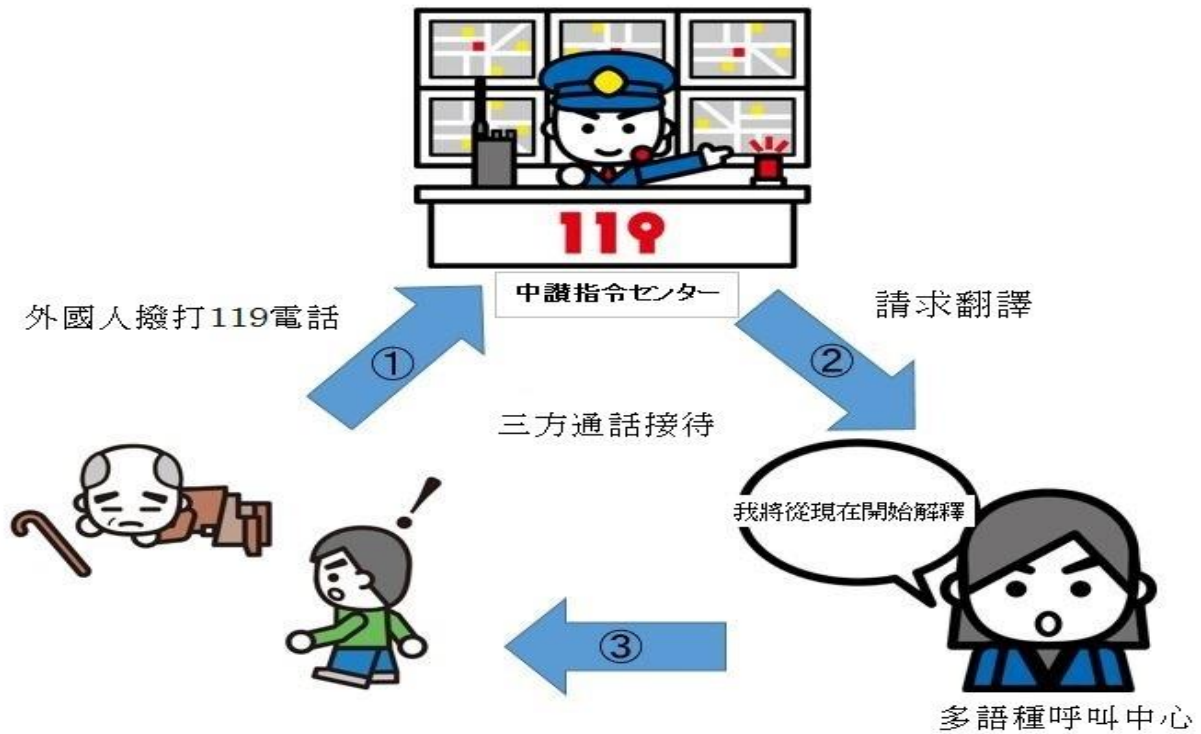 119
中讃指令センター
外國人撥打119電話
①
請求翻譯
②
三方通話接待
我將從現在開始解釋
!
③
多語種呼叫中心